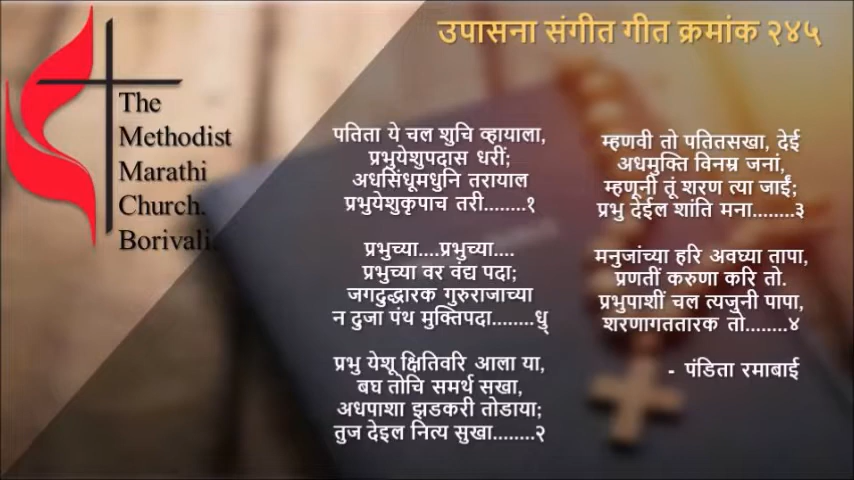 उपासना संगीत गीत क्रमांक २४५
The
Methodist
Marathi
Church.
Borivali.
पतिता ये चल शुचि व्हायाला,
प्रभुयेशुपदास धरीं;
अधसिंधूमधुनि तरायाल
प्रभुयेशुकृपाच तरी........१
प्रभुच्या....प्रभुच्या....
प्रभुच्या वर वंद्य पदा;
जगदुद्धारक गुरुराजाच्या
न दुजा पंथ मुक्तिपदा........धु्
प्रभु येशू क्षितिवरि आला या,
बघ तोचि समर्थ सखा,
अधपाशा झडकरी तोडाया;
तुज देइल नित्य सुखा........२
म्हणवी तो पतितसखा, देई
अधमुक्ति विनम्र जनां,
म्हणूनी तूं शरण त्या जाईं;
प्रभु देईल शांति मना........३
मनुजांच्या हरि अवघ्या तापा,
प्रणतीं करुणा करि तो.
प्रभुपाशीं चल त्यजुनी पापा,
शरणागततारक तो........४
- पंडिता रमाबाई